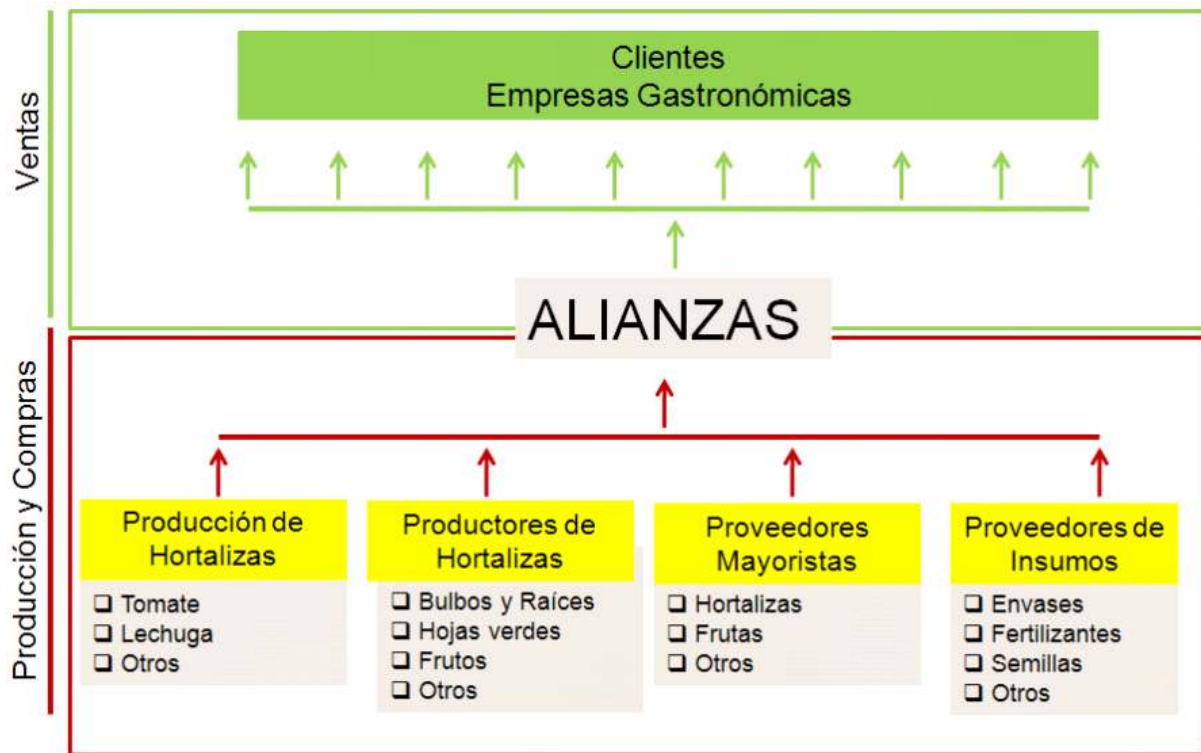 Ventas
Clientes
Empresas Gastronómicas
ALIANZAS
Producción y Compras
Producción de
Hortalizas
Tomate
Lechuga
Otros
Productores de
Hortalizas
Bulbos y Raíces
Hojas verdes
Frutos
Otros
Proveedores
Mayoristas
Hortalizas
Frutas
Otros
Proveedores de
Insumos
Envases
Fertilizantes
Semillas
Otros